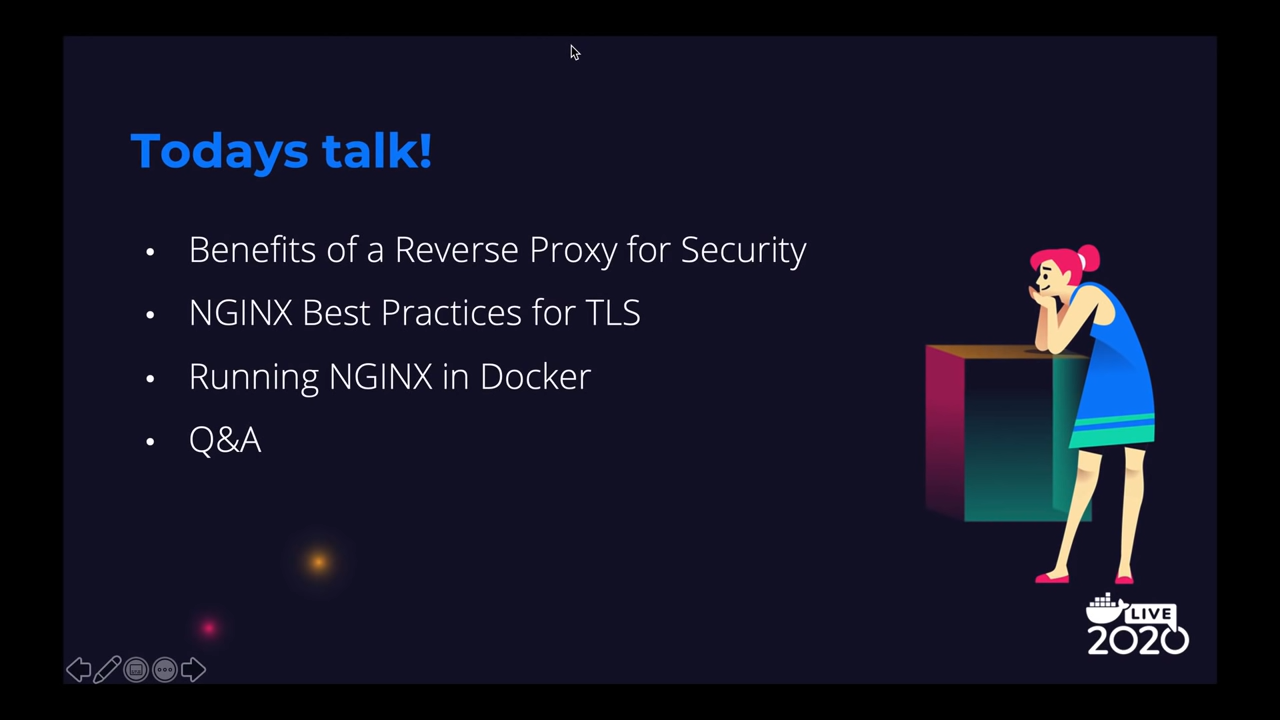 Todays talk!
• Benefits of a Reverse Proxy for Security
• NGINX Best Practices for TLS
• Running NGINX in Docker
• Q&A
LIVE
2020